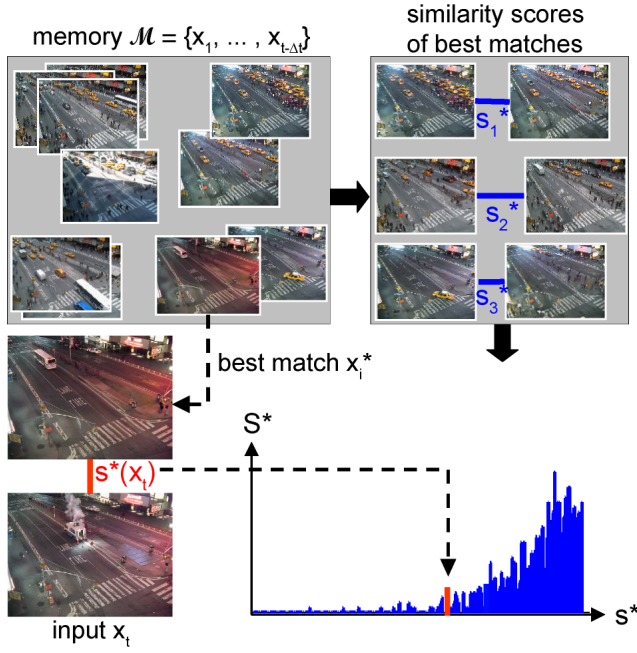 memory ℳ = {x₁, ... , xₜ₋Δₜ}
similarity scores
of best matches
s₁*
s₂*
s₃*
best match xᵢ*
s*(xₜ)
input xₜ
S*
s*